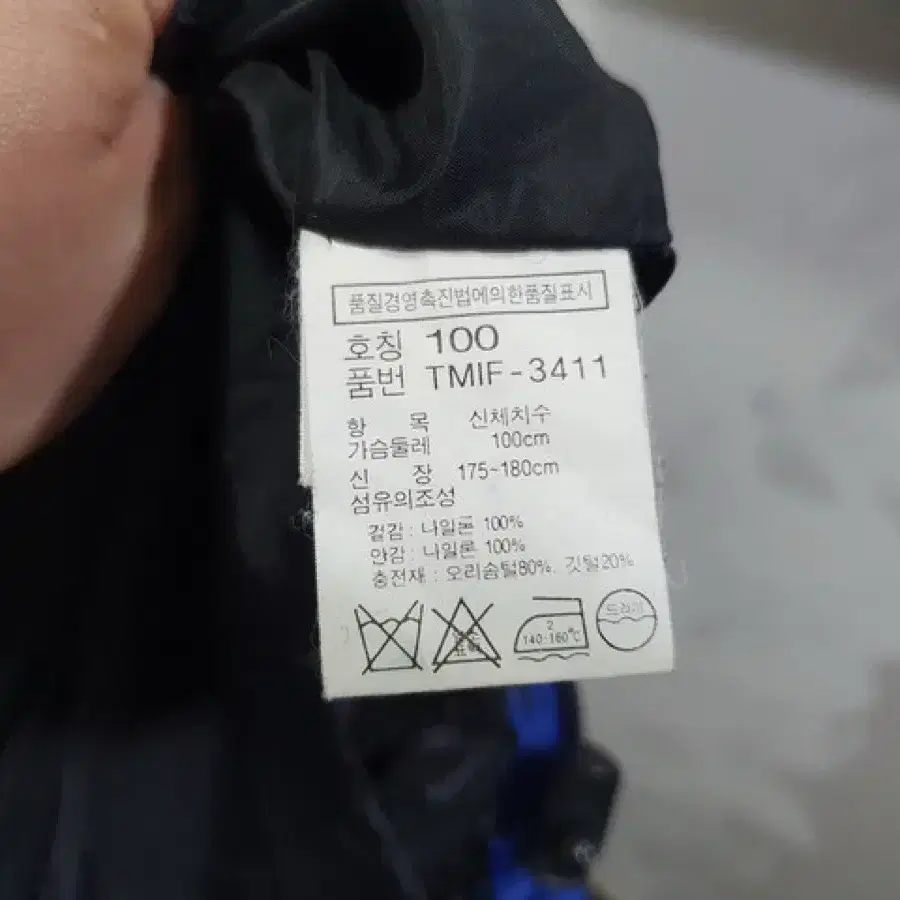 품질경영촉진법에의한품질표시
호칭 100
품번 TMIF-3411
항 목 신체치수
가슴둘레 100cm
신 장 175~180cm
섬유의조성
겉감 : 나일론 100%
안감 : 나일론 100%
충전재 : 오리솜털80%, 깃털20%
2
140~160℃
드라이